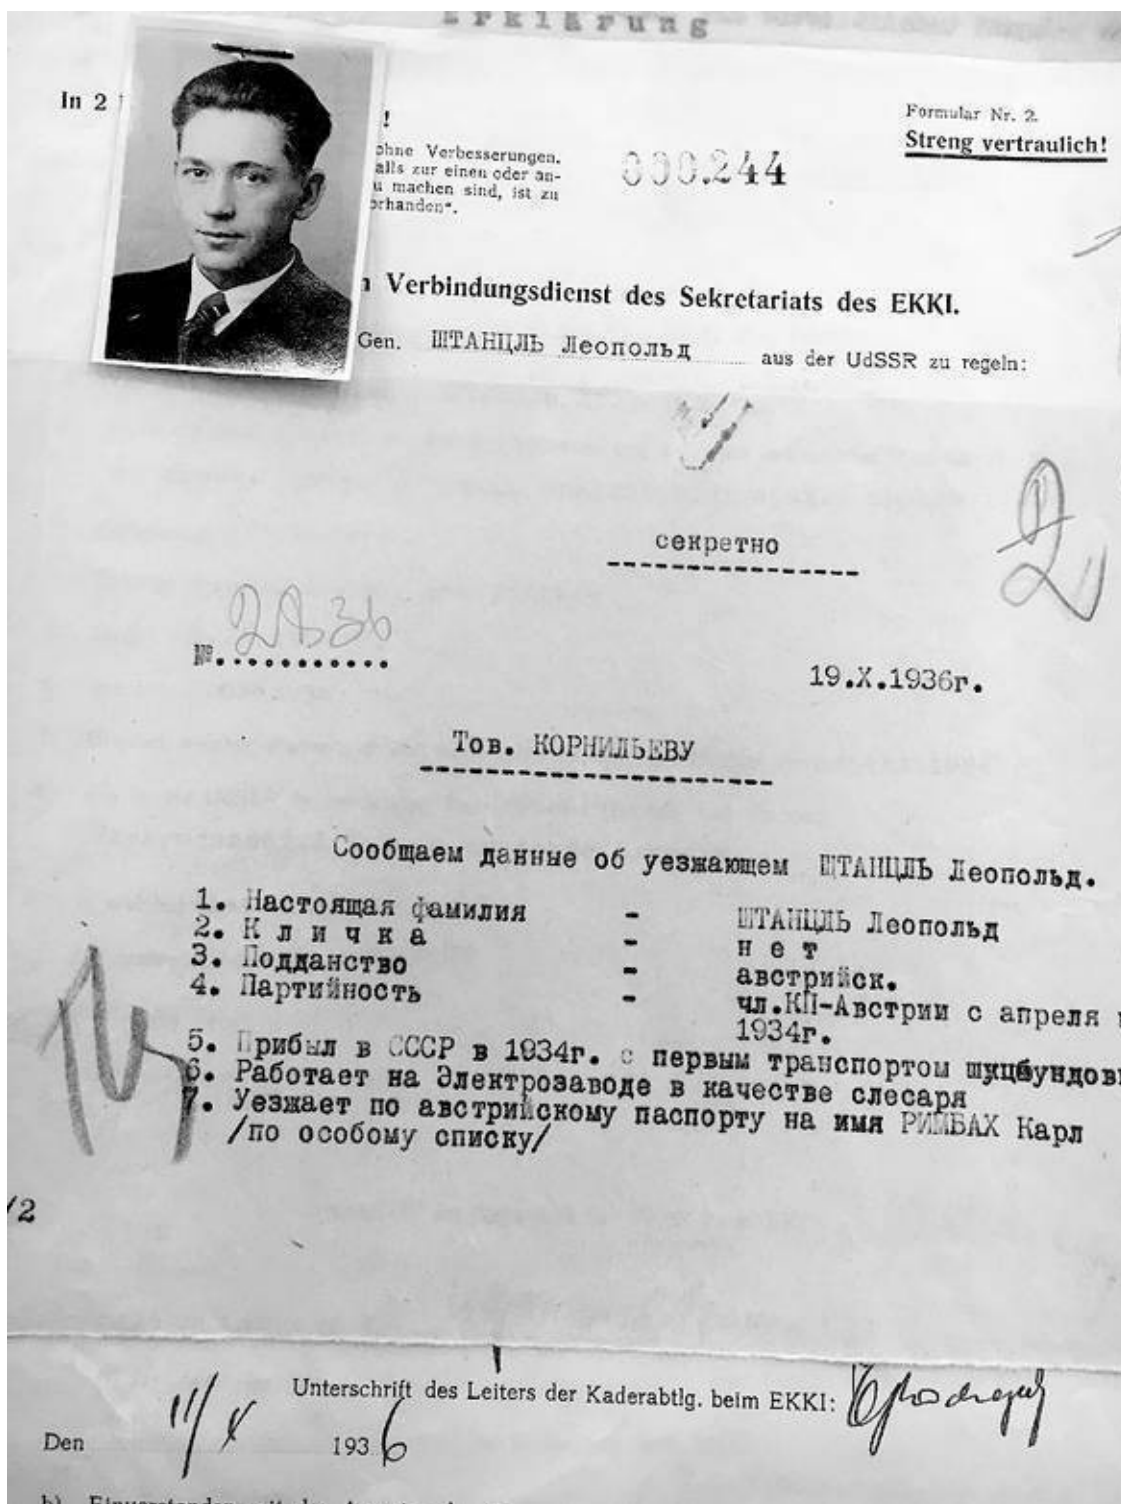 Erklärung
In 2
!
Formular Nr. 2.
Streng vertraulich!
ohne Verbesserungen.
alls zur einen oder an-
u machen sind, ist zu
orhanden".
000.244
n Verbindungsdienst des Sekretariats des EKKI.
Gen. ШТАНЦЛЬ Леопольд aus der UdSSR zu regeln:
секретно
2
№ 2836
19.X.1936г.
Тов. КОРНИЛЬЕВУ
Сообщаем данные об уезжающем ШТАНЦЛЬ Леопольд.
1. Настоящая фамилия - ШТАНЦЛЬ Леопольд
2. К л и ч к а - н е т
3. Подданство - австрийск.
4. Партийность - чл.КП-Австрии с апреля
1934г.
5. Прибыл в СССР в 1934г. с первым транспортом шуцбундовц
6. Работает на Электрозаводе в качестве слесаря
7. Уезжает по австрийскому паспорту на имя РИМБАХ Карл
/по особому списку/
/2
Unterschrift des Leiters der Kaderabtlg. beim EKKI:
Den 11/X 1936